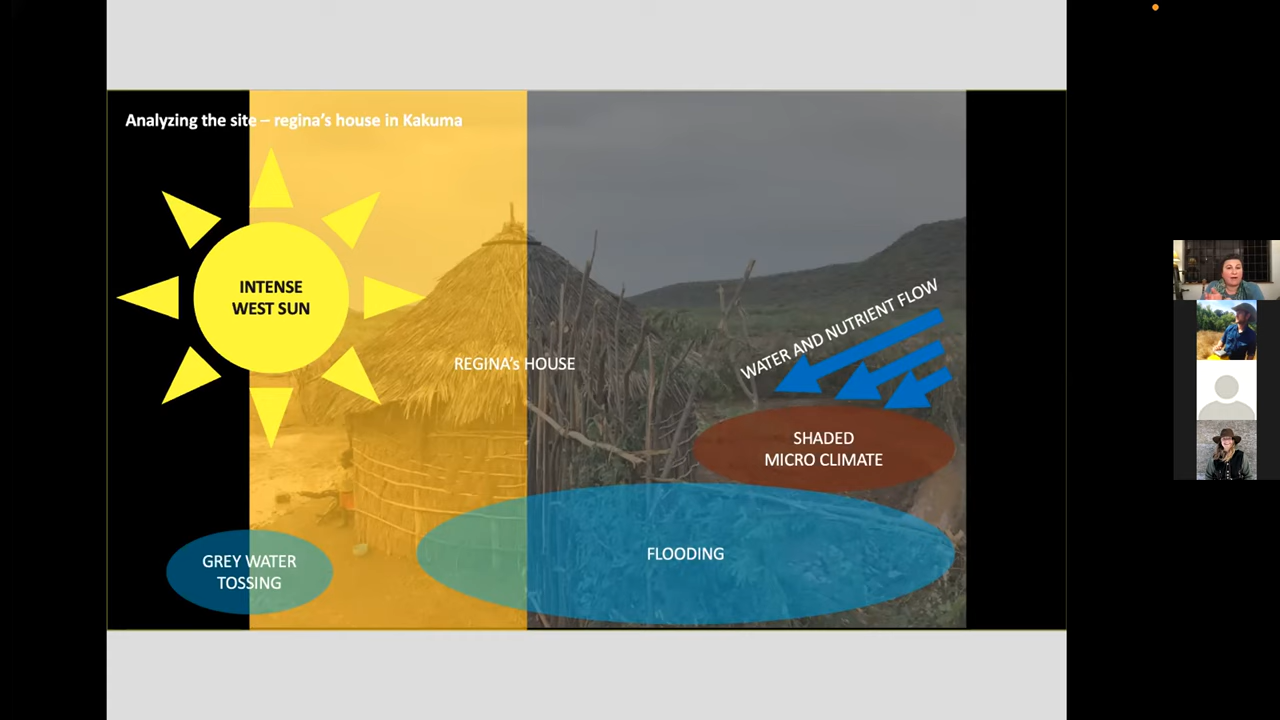 Analyzing the site – regina's house in Kakuma
INTENSE
WEST SUN
REGINA's HOUSE
WATER AND NUTRIENT FLOW
SHADED
MICRO CLIMATE
FLOODING
GREY WATER
TOSSING